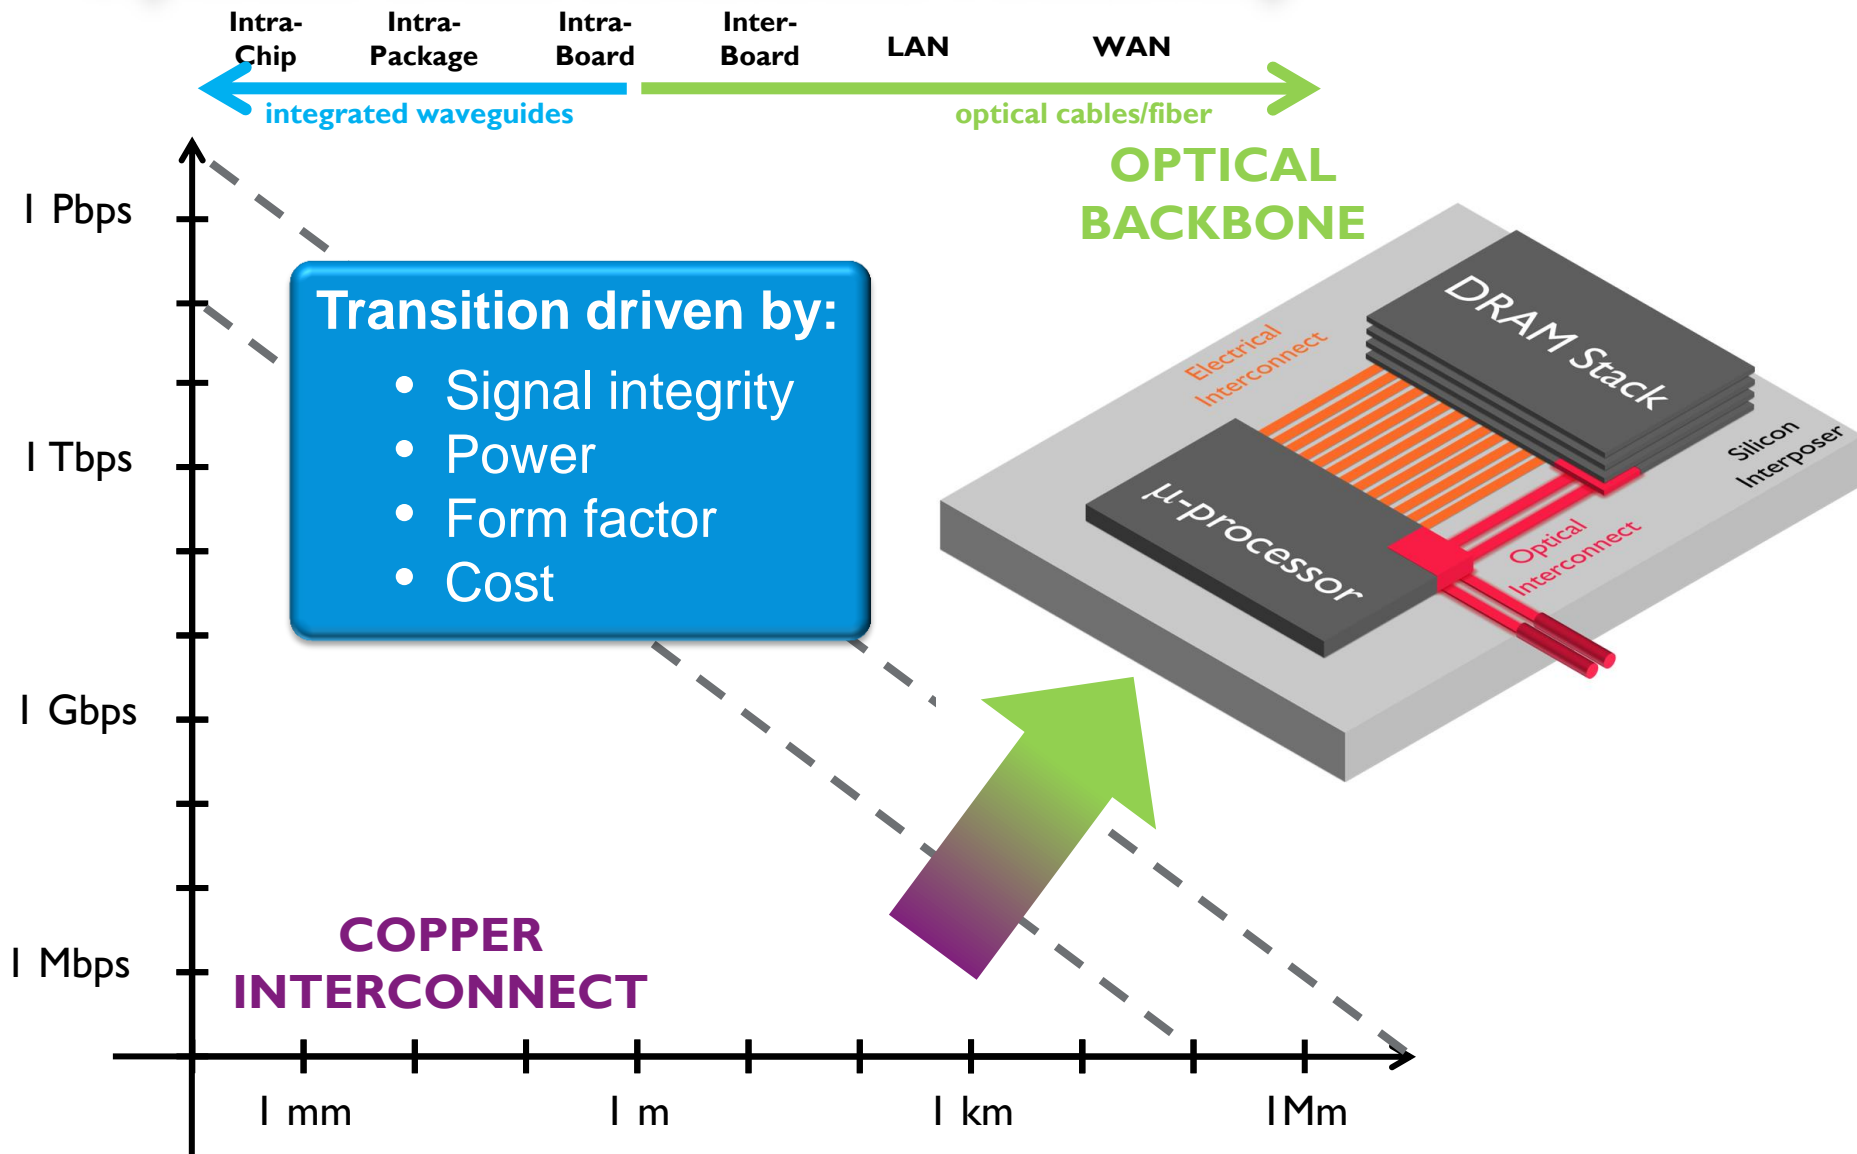 Intra-
Chip
Intra-
Package
Intra-
Board
Inter-
Board
LAN
WAN
integrated waveguides
optical cables/fiber
OPTICAL
BACKBONE
1 Pbps
1 Tbps
1 Gbps
1 Mbps
Transition driven by:
• Signal integrity
• Power
• Form factor
• Cost
Electrical
Interconnect
DRAM Stack
Silicon
Interposer
μ-processor
Optical
Interconnect
COPPER
INTERCONNECT
1 mm
1 m
1 km
1Mm